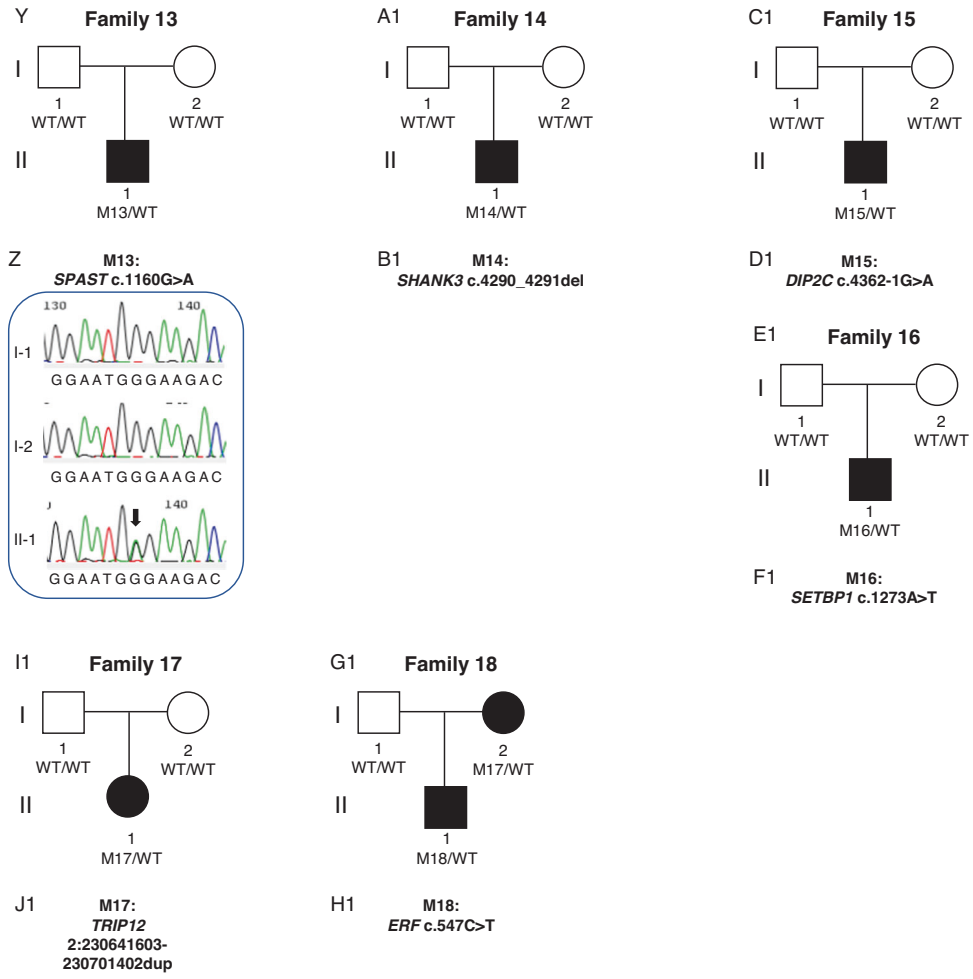 Y Family 13
I
1 2
WT/WT WT/WT
II
1
M13/WT
Z M13:
SPAST c.1160G>A
130 140
I-1
GGAATGGGAAGAC
I-2
GGAATGGGAAGAC
140
II-1
GGAATGGGAAGAC
A1 Family 14
I
1 2
WT/WT WT/WT
II
1
M14/WT
B1 M14:
SHANK3 c.4290_4291del
C1 Family 15
I
1 2
WT/WT WT/WT
II
1
M15/WT
D1 M15:
DIP2C c.4362-1G>A
E1 Family 16
I
1 2
WT/WT WT/WT
II
1
M16/WT
F1 M16:
SETBP1 c.1273A>T
I1 Family 17
I
1 2
WT/WT WT/WT
II
1
M17/WT
J1 M17:
TRIP12
2:230641603-
230701402dup
G1 Family 18
I
1 2
WT/WT M17/WT
II
1
M18/WT
H1 M18:
ERF c.547C>T